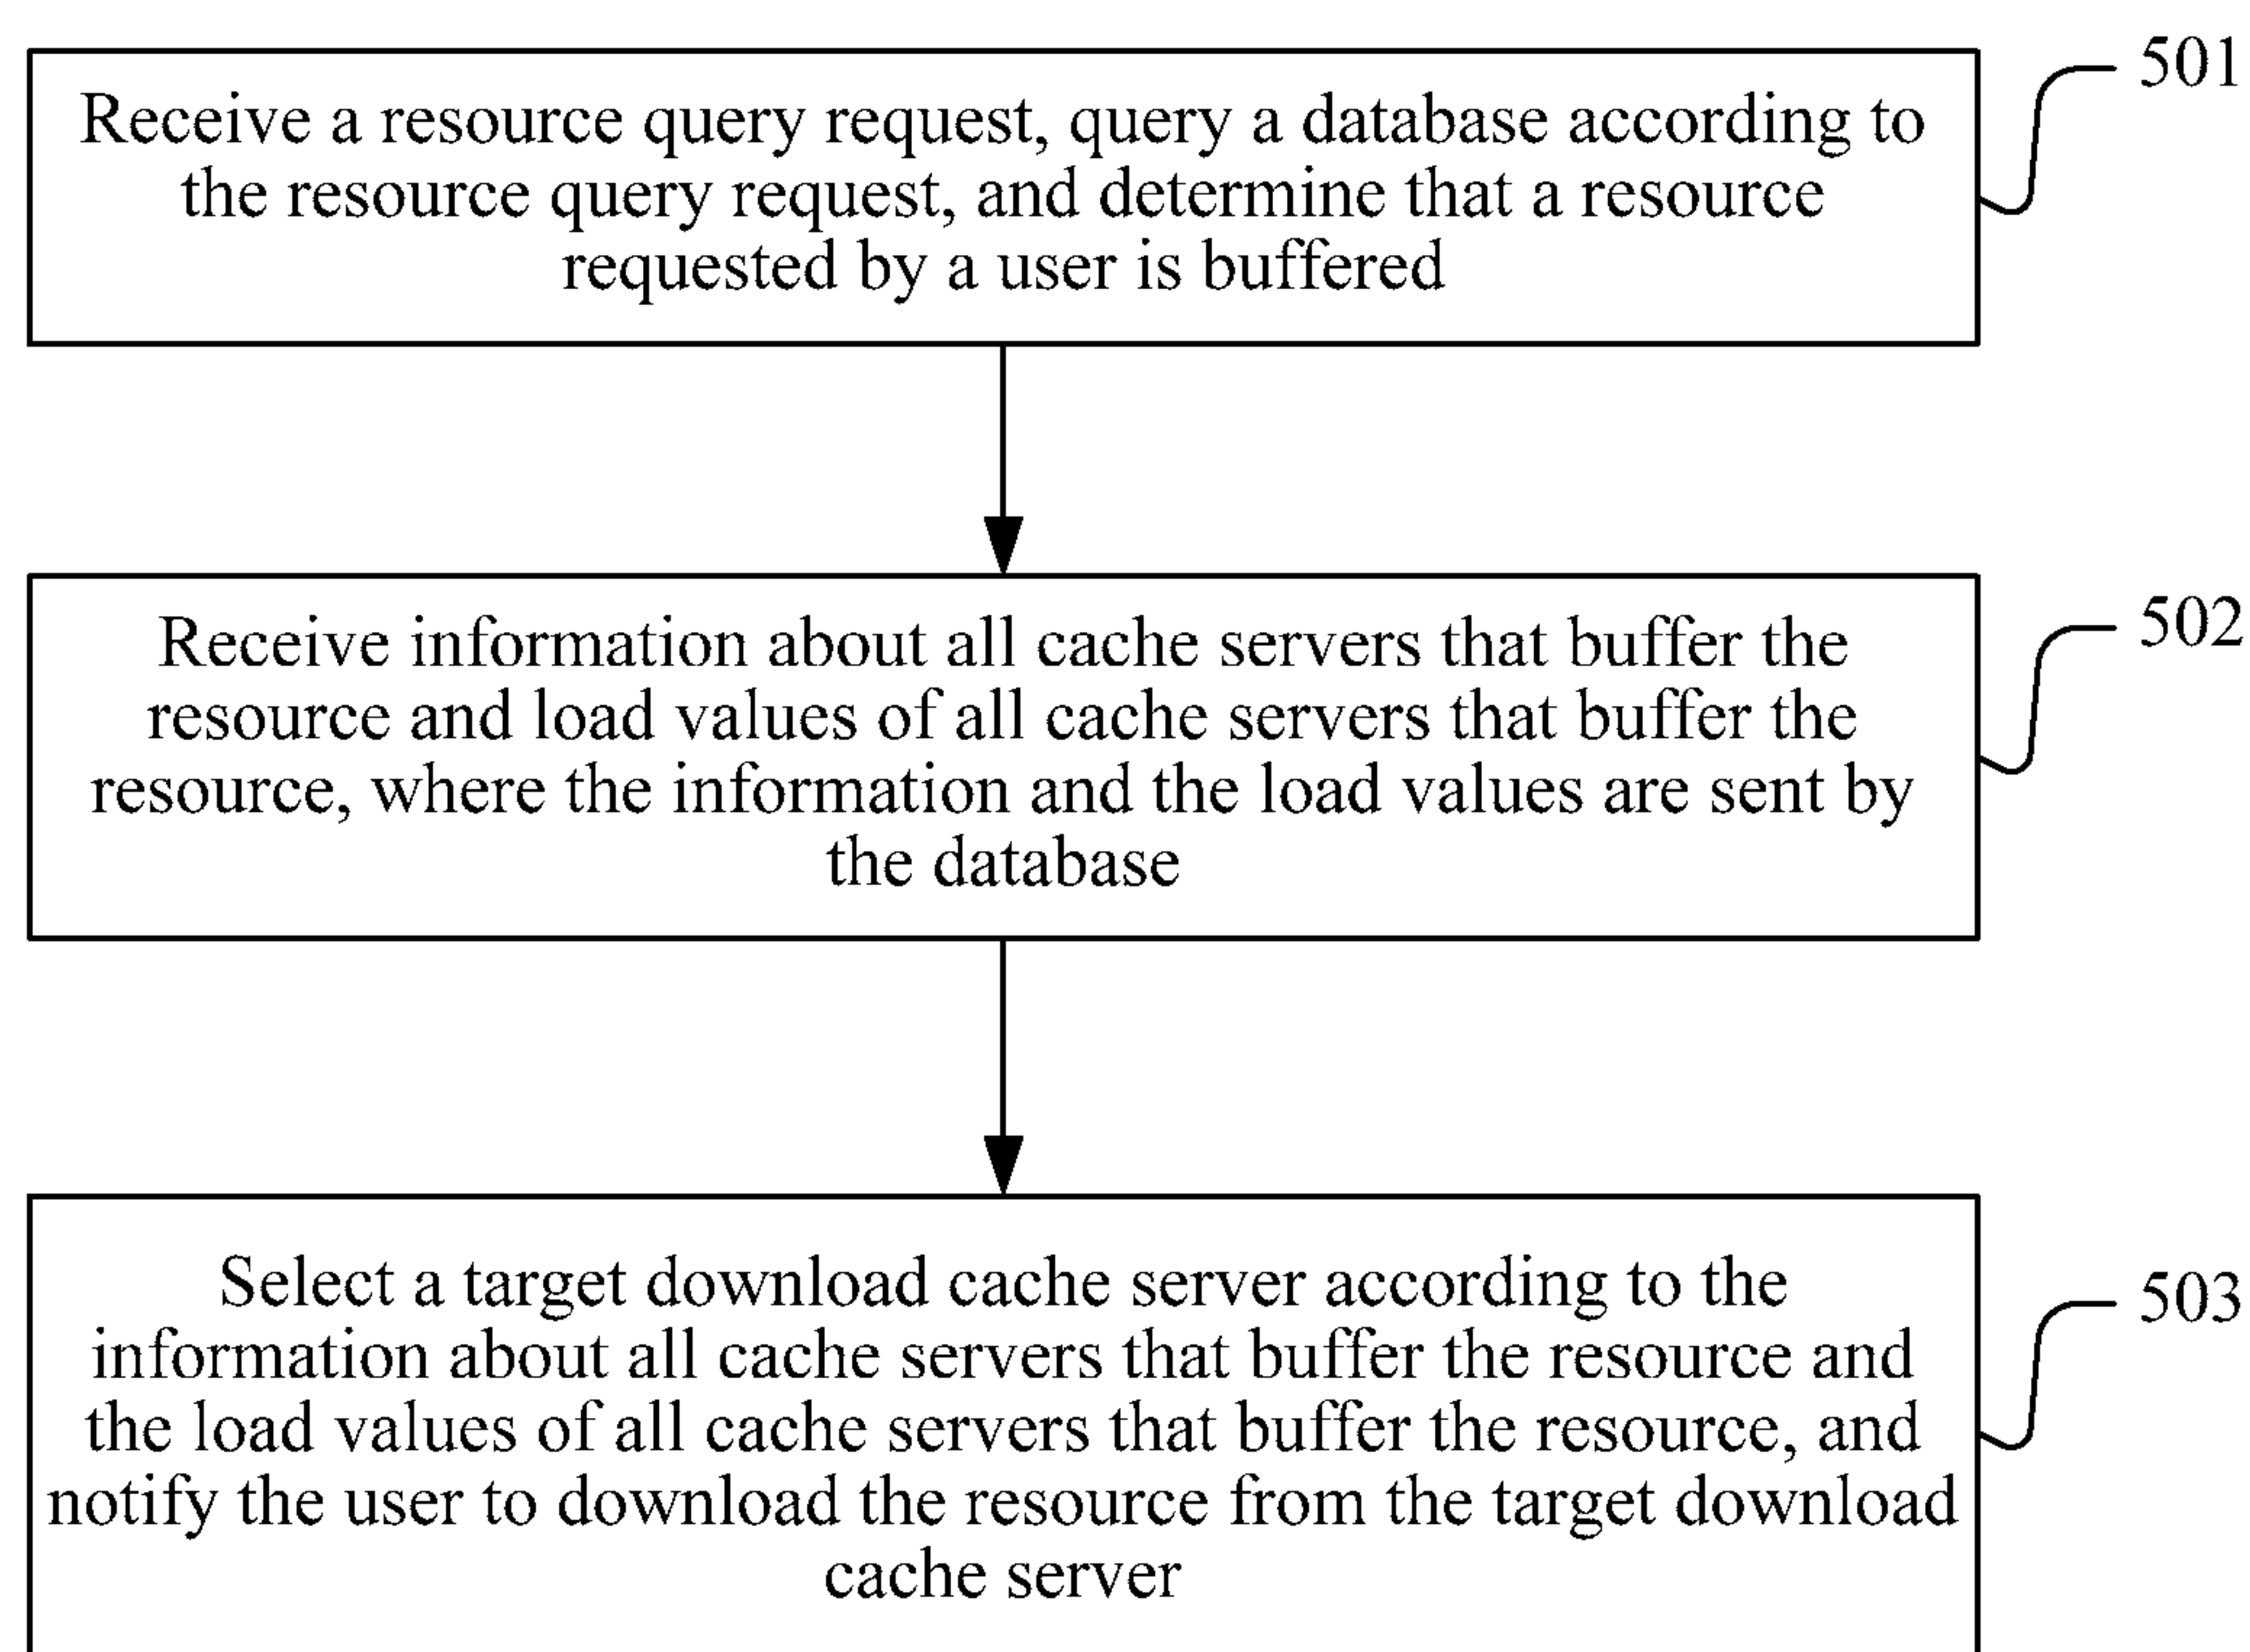 501
Receive a resource query request, query a database according to
the resource query request, and determine that a resource
requested by a user is buffered
502
Receive information about all cache servers that buffer the
resource and load values of all cache servers that buffer the
resource, where the information and the load values are sent by
the database
503
Select a target download cache server according to the
information about all cache servers that buffer the resource and
the load values of all cache servers that buffer the resource, and
notify the user to download the resource from the target download
cache server